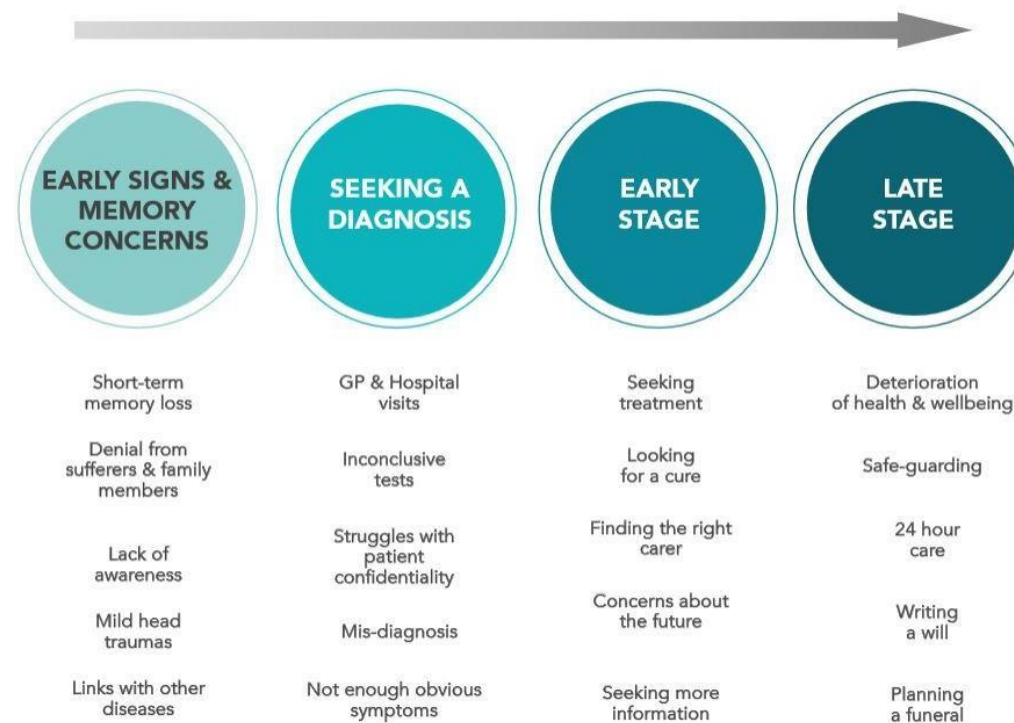 EARLY SIGNS &
MEMORY
CONCERNS
Short-term
memory loss
Denial from
sufferers & family
members
Lack of
awareness
Mild head
traumas
Links with other
diseases
SEEKING A
DIAGNOSIS
GP & Hospital
visits
Inconclusive
tests
Struggles with
patient
confidentiality
Mis-diagnosis
Not enough obvious
symptoms
EARLY
STAGE
Seeking
treatment
Looking
for a cure
Finding the right
carer
Concerns about
the future
Seeking more
information
LATE
STAGE
Deterioration
of health & wellbeing
Safe-guarding
24 hour
care
Writing
a will
Planning
a funeral